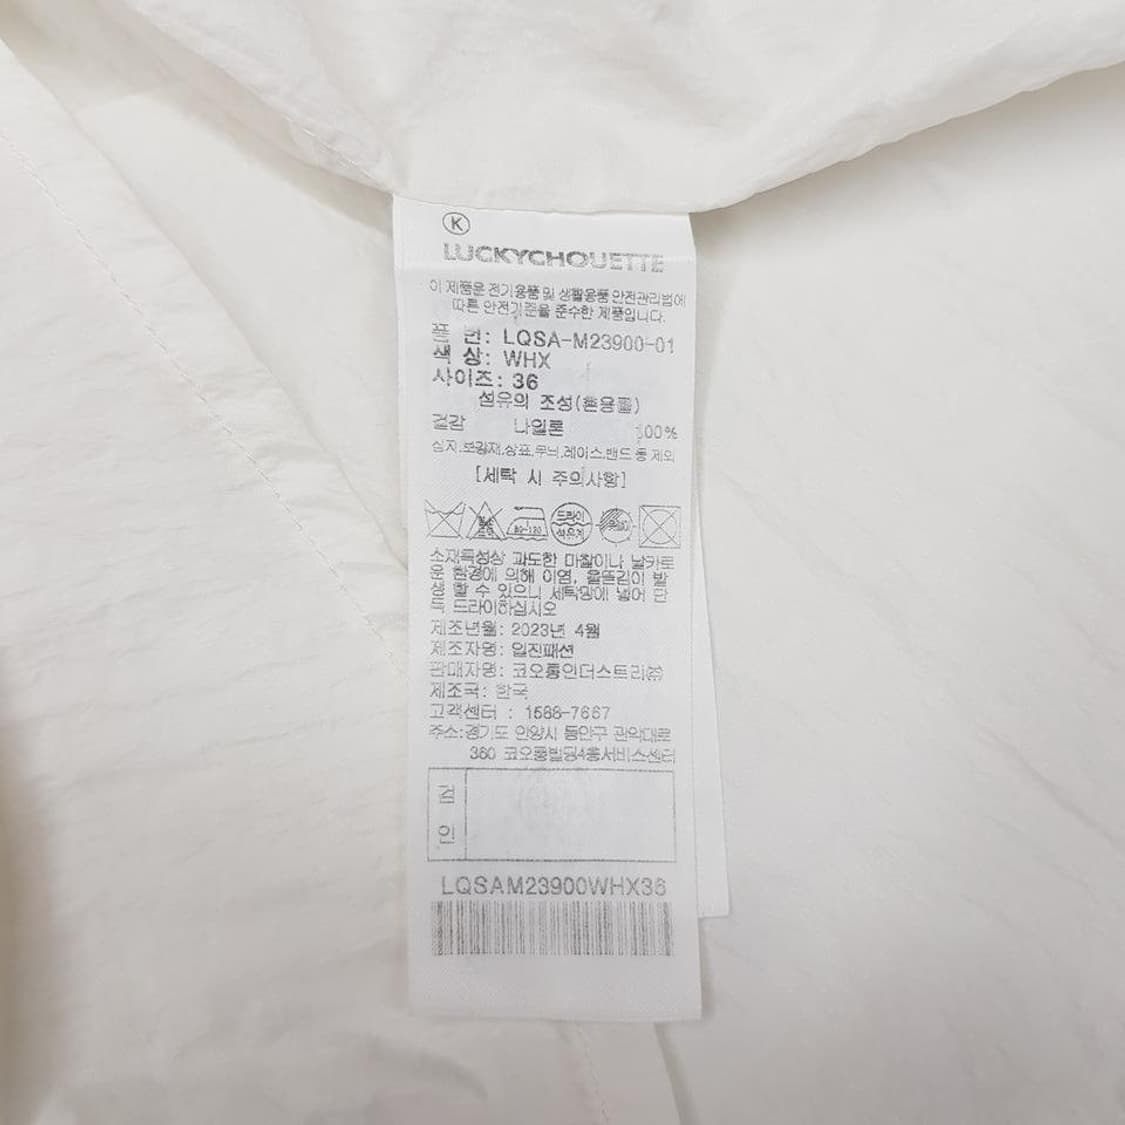 K
LUCKYCHOUETTE
이 제품은 전기용품 및 생활용품 안전관리법에
따른 안전기준을 준수한 제품입니다.
품 번: LQSA-M23900-01
색 상: WHX
사이즈: 36
섬유의 조성(혼용률)
겉감 나일론 100%
심지.보강재.상표.무늬.레이스.밴드 등 제외
[세탁 시 주의사항]
80-120 드라이
석유계
소재특성상 과도한 마찰이나 날카로
운 환경에 의해 이염, 올뜯김이 발
생 할 수 있으니 세탁망에 넣어 단
독 드라이하십시오
제조년월: 2023년 4월
제조자명: 일진패션
판매자명: 코오롱인더스트리㈜
제조국: 한국
고객센터 : 1588-7667
주소:경기도 안양시 동안구 관악대로
360 코오롱빌딩4층서비스센터
검
인
LQSAM23900WHX36